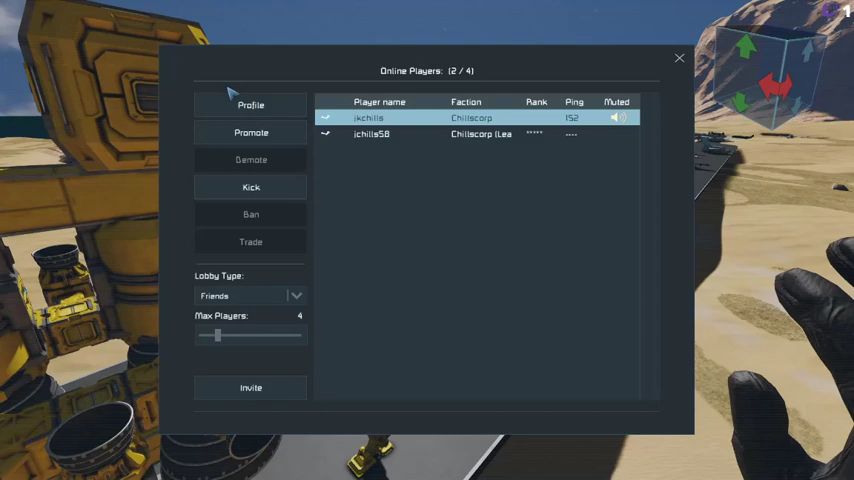 1
Online Players: (2 / 4)
Profile
Promote
Demote
Kick
Ban
Trade
Lobby Type:
Friends
Max Players: 4
Invite
Player name Faction Rank Ping Muted
jkchills Chillscorp 152
jchills58 Chillscorp (Lea ***** ----